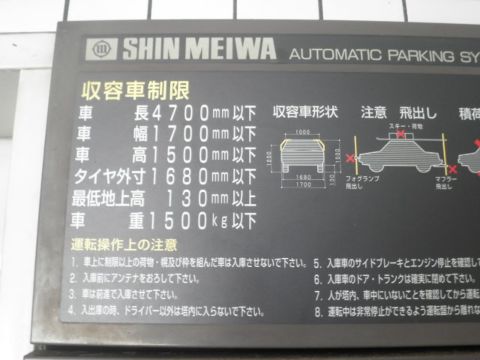 SHIN MEIWA AUTOMATIC PARKING SY
収容車制限
車 長 4700mm以下
車 幅 1700mm以下
車 高 1500mm以下
タイヤ外寸 1680mm以下
最低地上高 130mm以上
車 重 1500kg以下
収容車形状 注意 飛出し 積荷
スキー・荷物
1000
1680
1700
フォグランプ
飛出し
マフラー
飛出し
運転操作上の注意
1. 車上に制限以上の荷物・幌及び枠を組んだ車は入庫させないで下さい。
2. 入庫前にアンテナをおろして下さい。
3. 車は前進で入庫させて下さい。
4. 入出庫の時、ドライバー以外は塔内に入らないで下さい。
5. 入庫車のサイドブレーキとエンジン停止を確認して
6. 入庫車のドア・トランクは確実に閉めて下さい。
7. 人が塔内、車中にいないことを確認してから運転
8. 運転中は非常停止ができるよう運転盤から離れな